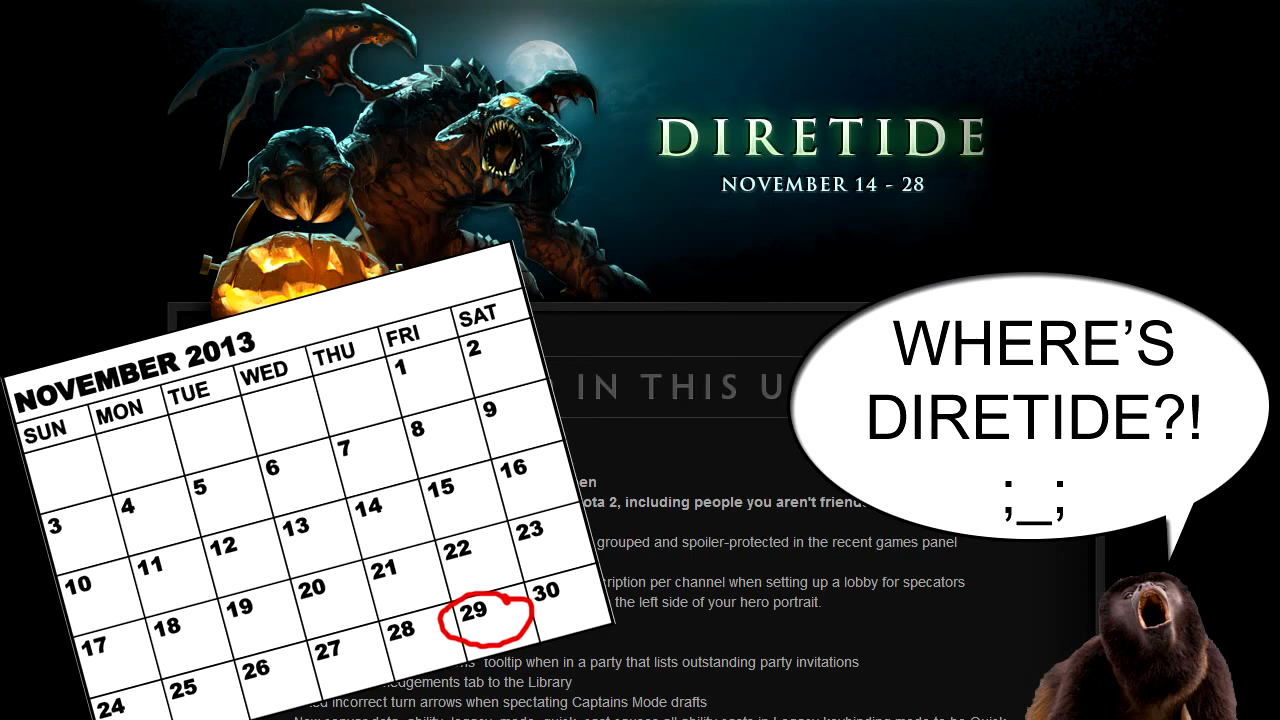 DIRETIDE
NOVEMBER 14 - 28
NOVEMBER 2013
SUN MON TUE WED THU FRI SAT
1 2
3 4 5 6 7 8 9
10 11 12 13 14 15 16
17 18 19 20 21 22 23
24 25 26 27 28 29 30
IN THIS U
WHERE'S
DIRETIDE?!
;_;
en
ota 2, including people you aren't friend
grouped and spoiler-protected in the recent games panel
cription per channel when setting up a lobby for specators
the left side of your hero portrait.
tooltip when in a party that lists outstanding party invitations
edgements tab to the Library
incorrect turn arrows when spectating Captains Mode drafts